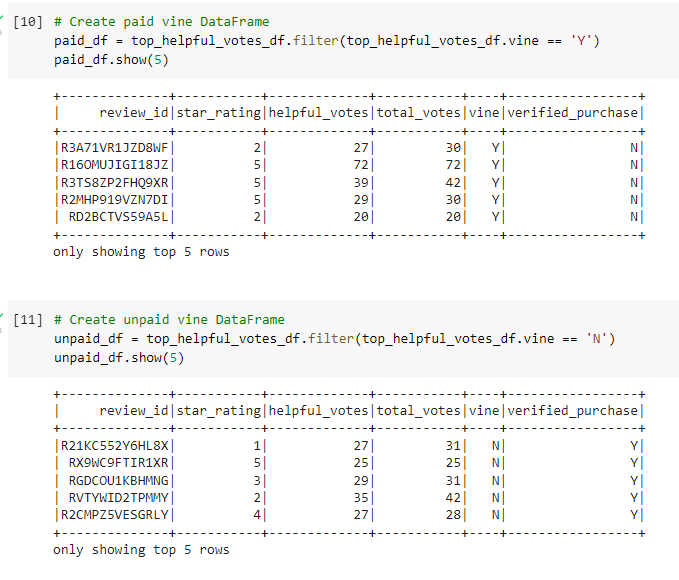 [10] # Create paid vine DataFrame
paid_df = top_helpful_votes_df.filter(top_helpful_votes_df.vine == 'Y')
paid_df.show(5)
+--------------+-----------+-------------+-----------+----+-----------------+
|     review_id|star_rating|helpful_votes|total_votes|vine|verified_purchase|
+--------------+-----------+-------------+-----------+----+-----------------+
|R3A71VR1JZD8WF|          2|           27|         30|   Y|                N|
|R16OMUJIGI18JZ|          5|           72|         72|   Y|                N|
|R3TS8ZP2FHQ9XR|          5|           39|         42|   Y|                N|
|R2MHP919VZN7DI|          5|           29|         30|   Y|                N|
| RD2BCTVS59A5L|          2|           20|         20|   Y|                N|
+--------------+-----------+-------------+-----------+----+-----------------+
only showing top 5 rows
[11] # Create unpaid vine DataFrame
unpaid_df = top_helpful_votes_df.filter(top_helpful_votes_df.vine == 'N')
unpaid_df.show(5)
+--------------+-----------+-------------+-----------+----+-----------------+
|     review_id|star_rating|helpful_votes|total_votes|vine|verified_purchase|
+--------------+-----------+-------------+-----------+----+-----------------+
|R21KC552Y6HL8X|          1|           27|         31|   N|                Y|
| RX9WC9FTIR1XR|          5|           25|         25|   N|                Y|
| RGDCOU1KBHMNG|          3|           29|         31|   N|                Y|
| RVTYWID2TPMMY|          2|           35|         42|   N|                Y|
|R2CMPZ5VESGRLY|          4|           27|         28|   N|                Y|
+--------------+-----------+-------------+-----------+----+-----------------+
only showing top 5 rows